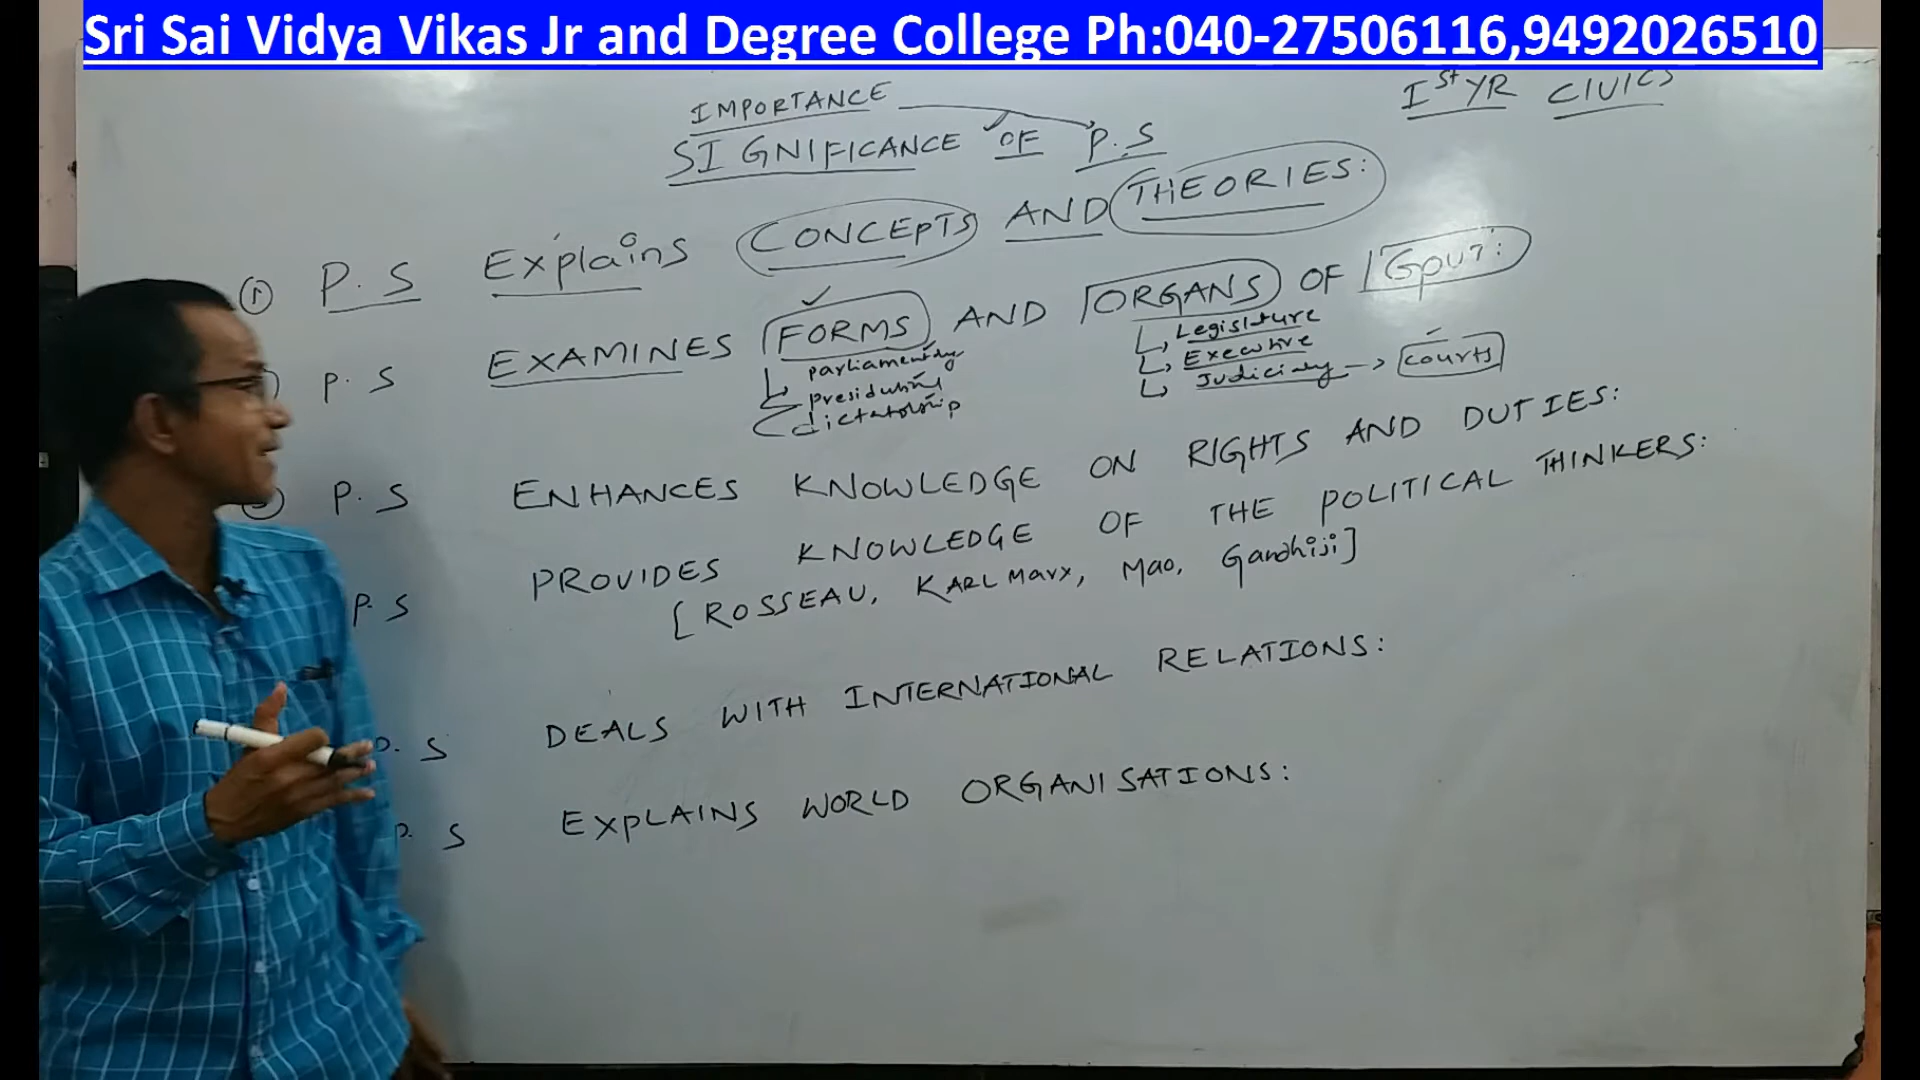 Sri Sai Vidya Vikas Jr and Degree College Ph:040-27506116,9492026510
Ist YR CIVICS
IMPORTANCE
SIGNIFICANCE OF P.S
1 P.S Explains CONCEPTS AND THEORIES:
P.S EXAMINES FORMS AND ORGANS OF Govt:
parliamentary
dictatorship
Legislature
Executive
Judiciary -> courts
P.S ENHANCES KNOWLEDGE ON RIGHTS AND DUTIES:
P.S PROVIDES KNOWLEDGE OF THE POLITICAL THINKERS:
[ROSSEAU, KARL Marx, Mao, Gandhiji]
P.S DEALS WITH INTERNATIONAL RELATIONS:
P.S EXPLAINS WORLD ORGANISATIONS: